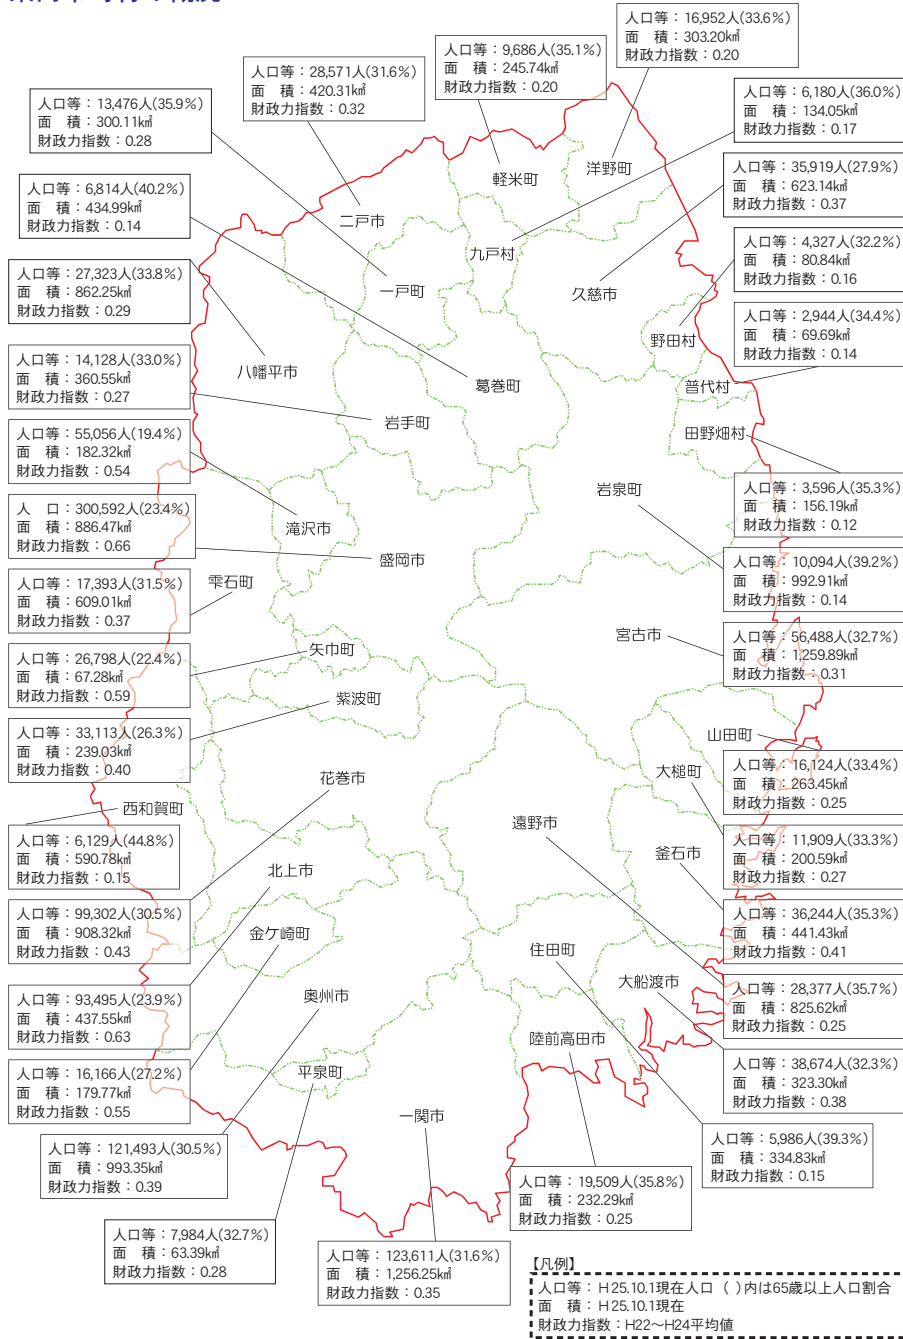 人口等：16,952人(33.6%)
面　積：303.20㎢
財政力指数：0.20
人口等：9,686人(35.1%)
面　積：245.74㎢
財政力指数：0.20
人口等：28,571人(31.6%)
面　積：420.31㎢
財政力指数：0.32
人口等：13,476人(35.9%)
面　積：300.11㎢
財政力指数：0.28
人口等：6,180人(36.0%)
面　積：134.05㎢
財政力指数：0.17
人口等：35,919人(27.9%)
面　積：623.14㎢
財政力指数：0.37
人口等：6,814人(40.2%)
面　積：434.99㎢
財政力指数：0.14
人口等：4,327人(32.2%)
面　積：80.84㎢
財政力指数：0.16
人口等：27,323人(33.8%)
面　積：862.25㎢
財政力指数：0.29
人口等：2,944人(34.4%)
面　積：69.69㎢
財政力指数：0.14
人口等：14,128人(33.0%)
面　積：360.55㎢
財政力指数：0.27
人口等：55,056人(19.4%)
面　積：182.32㎢
財政力指数：0.54
人口等：3,596人(35.3%)
面　積：156.19㎢
財政力指数：0.12
人　口：300,592人(23.4%)
面　積：886.47㎢
財政力指数：0.66
人口等：10,094人(39.2%)
面　積：992.91㎢
財政力指数：0.14
人口等：17,393人(31.5%)
面　積：609.01㎢
財政力指数：0.37
人口等：56,488人(32.7%)
面　積：1,259.89㎢
財政力指数：0.31
人口等：26,798人(22.4%)
面　積：67.28㎢
財政力指数：0.59
人口等：33,113人(26.3%)
面　積：239.03㎢
財政力指数：0.40
人口等：16,124人(33.4%)
面　積：263.45㎢
財政力指数：0.25
人口等：6,129人(44.8%)
面　積：590.78㎢
財政力指数：0.15
人口等：11,909人(33.3%)
面　積：200.59㎢
財政力指数：0.27
人口等：99,302人(30.5%)
面　積：908.32㎢
財政力指数：0.43
人口等：36,244人(35.3%)
面　積：441.43㎢
財政力指数：0.41
人口等：93,495人(23.9%)
面　積：437.55㎢
財政力指数：0.63
人口等：28,377人(35.7%)
面　積：825.62㎢
財政力指数：0.25
人口等：16,166人(27.2%)
面　積：179.77㎢
財政力指数：0.55
人口等：38,674人(32.3%)
面　積：323.30㎢
財政力指数：0.38
人口等：121,493人(30.5%)
面　積：993.35㎢
財政力指数：0.39
人口等：5,986人(39.3%)
面　積：334.83㎢
財政力指数：0.15
人口等：19,509人(35.8%)
面　積：232.29㎢
財政力指数：0.25
人口等：7,984人(32.7%)
面　積：63.39㎢
財政力指数：0.28
人口等：123,611人(31.6%)
面　積：1,256.25㎢
財政力指数：0.35
洋野町
軽米町
二戸市
九戸村
一戸町
久慈市
野田村
八幡平市
葛巻町
普代村
岩手町
田野畑村
岩泉町
滝沢市
盛岡市
雫石町
宮古市
矢巾町
紫波町
山田町
大槌町
花巻市
西和賀町
遠野市
釜石市
北上市
金ケ崎町
住田町
大船渡市
奥州市
陸前高田市
平泉町
一関市
【凡例】
人口等：H25.10.1現在人口（ ）内は65歳以上人口割合
面　積：H25.10.1現在
財政力指数：H22～H24平均値